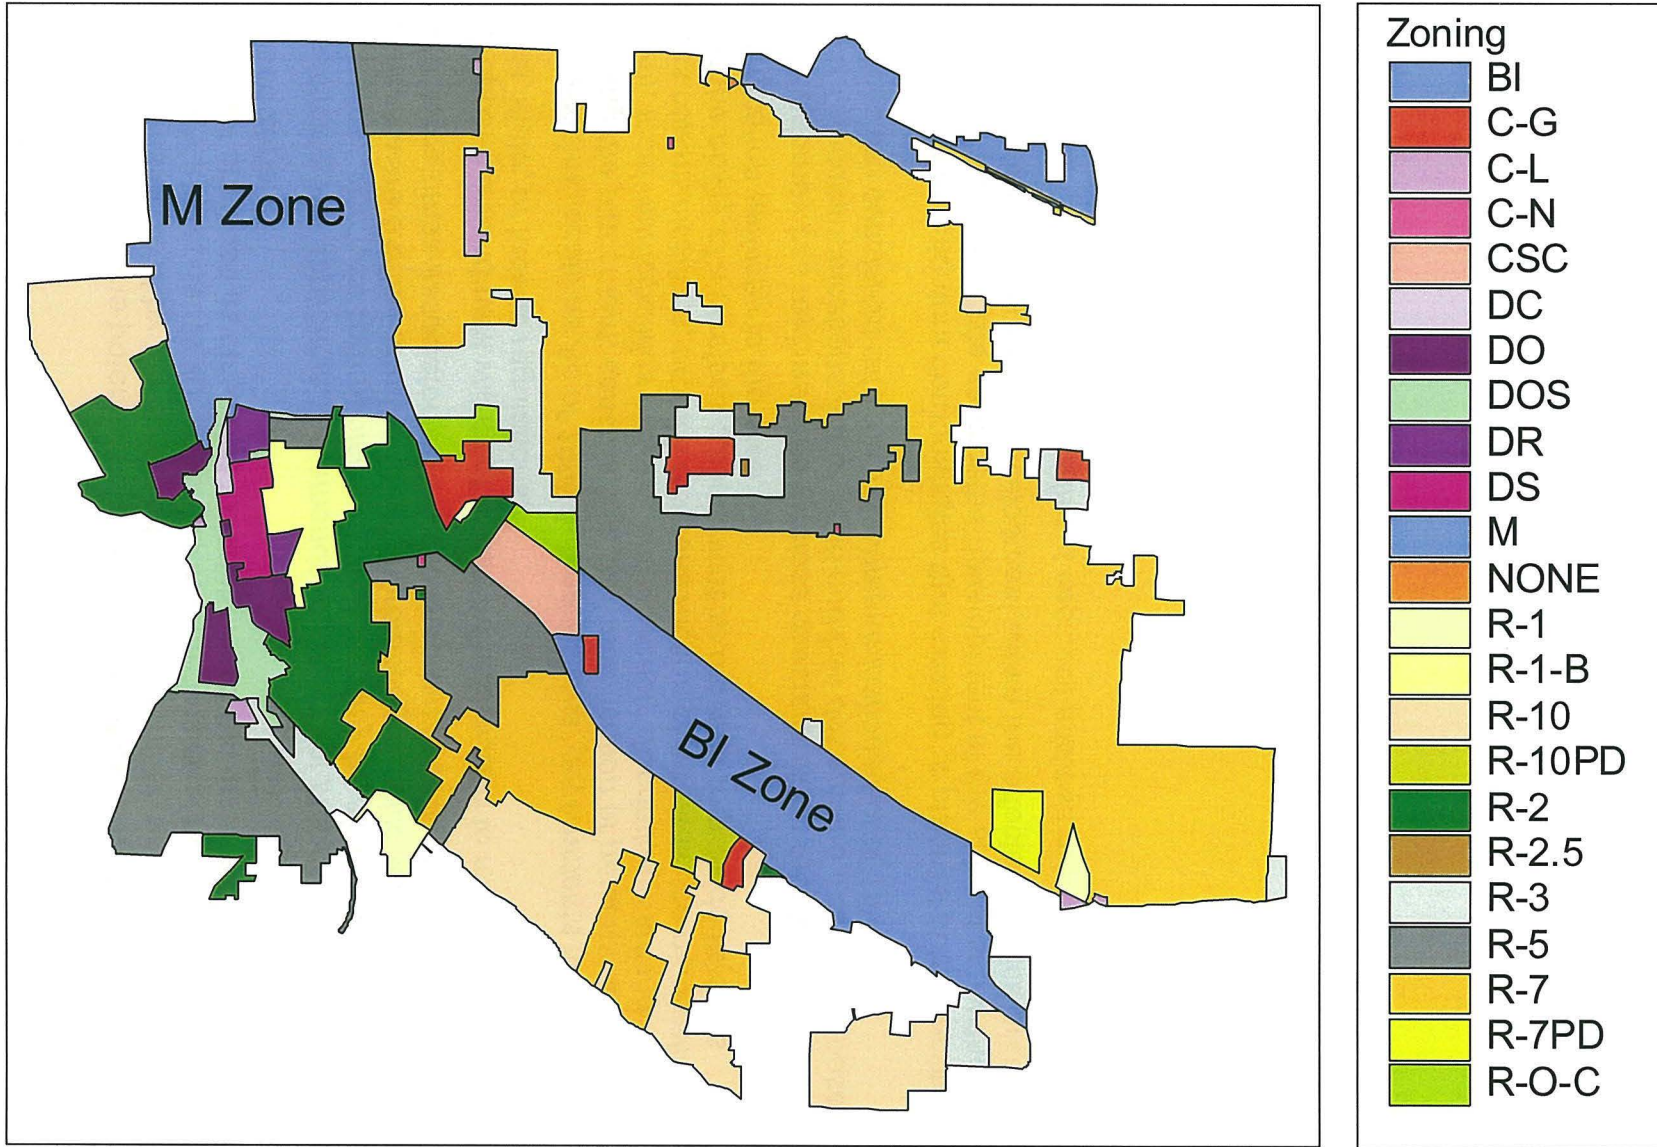 M Zone
BI Zone
Zoning
BI
C-G
C-L
C-N
CSC
DC
DO
DOS
DR
DS
M
NONE
R-1
R-1-B
R-10
R-10PD
R-2
R-2.5
R-3
R-5
R-7
R-7PD
R-O-C